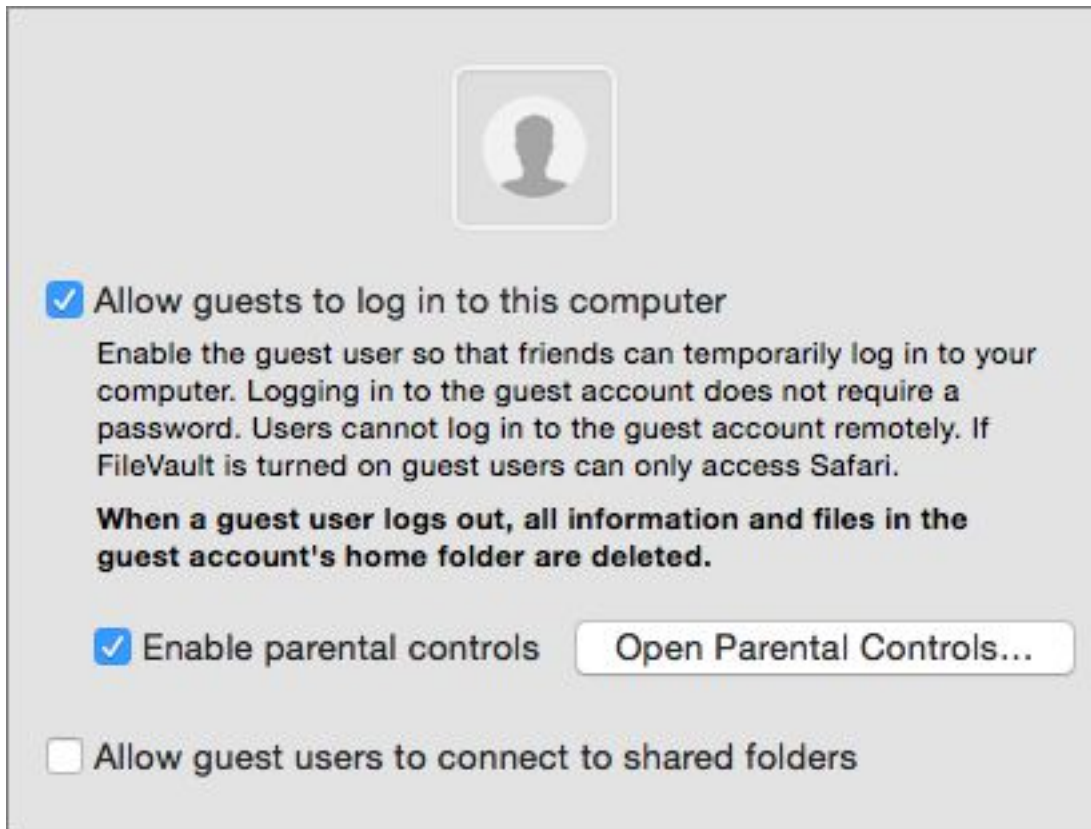 Allow guests to log in to this computer
Enable the guest user so that friends can temporarily log in to your
computer. Logging in to the guest account does not require a
password. Users cannot log in to the guest account remotely. If
FileVault is turned on guest users can only access Safari.
When a guest user logs out, all information and files in the
guest account's home folder are deleted.
Enable parental controls
Open Parental Controls...
Allow guest users to connect to shared folders